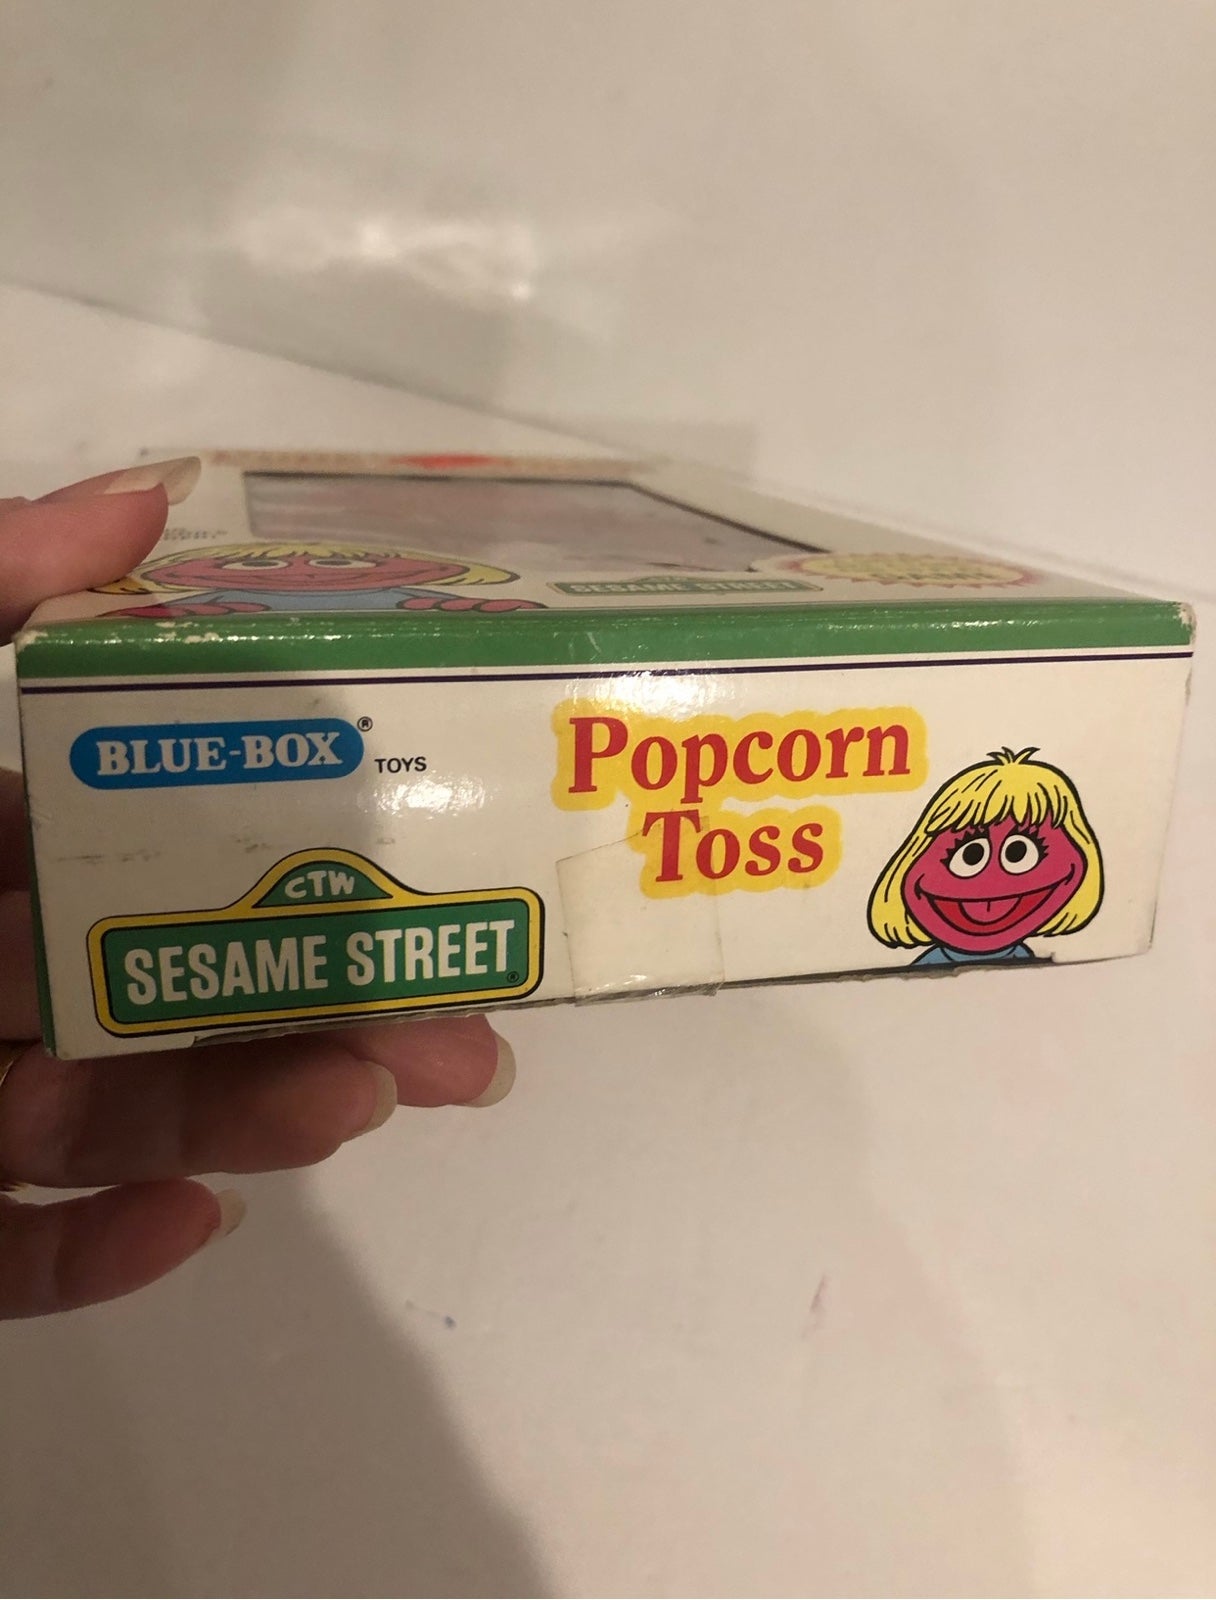 SESAME STREET
BLUE-BOX®
TOYS
Popcorn
Toss
CTW
SESAME STREET®